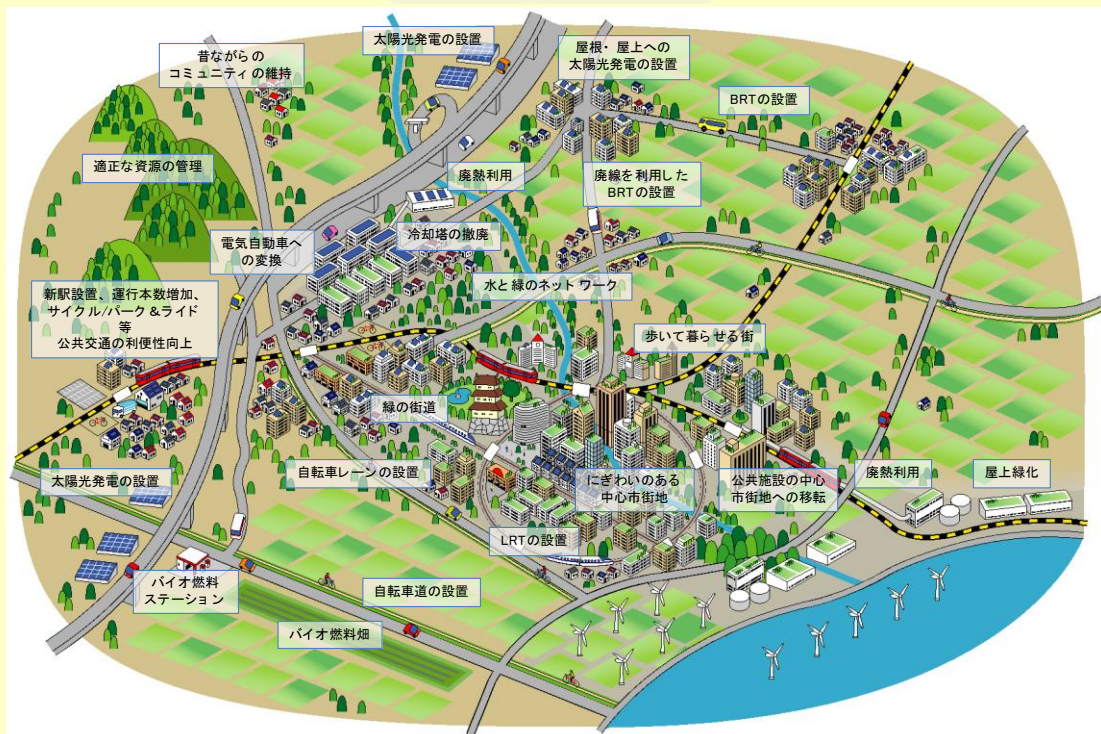 太陽光発電の設置
昔ながらの
コミュニティの維持
屋根・屋上への
太陽光発電の設置
BRTの設置
適正な資源の管理
廃熱利用
廃線を利用した
BRTの設置
電気自動車へ
の変換
冷却塔の撤廃
水と緑のネットワーク
新駅設置、運行本数増加、
サイクル/パーク&ライド
等
公共交通の利便性向上
歩いて暮らせる街
緑の街道
太陽光発電の設置
自転車レーンの設置
にぎわいのある
中心市街地
公共施設の中心
市街地への移転
廃熱利用
屋上緑化
LRTの設置
バイオ燃料
ステーション
自転車道の設置
バイオ燃料畑